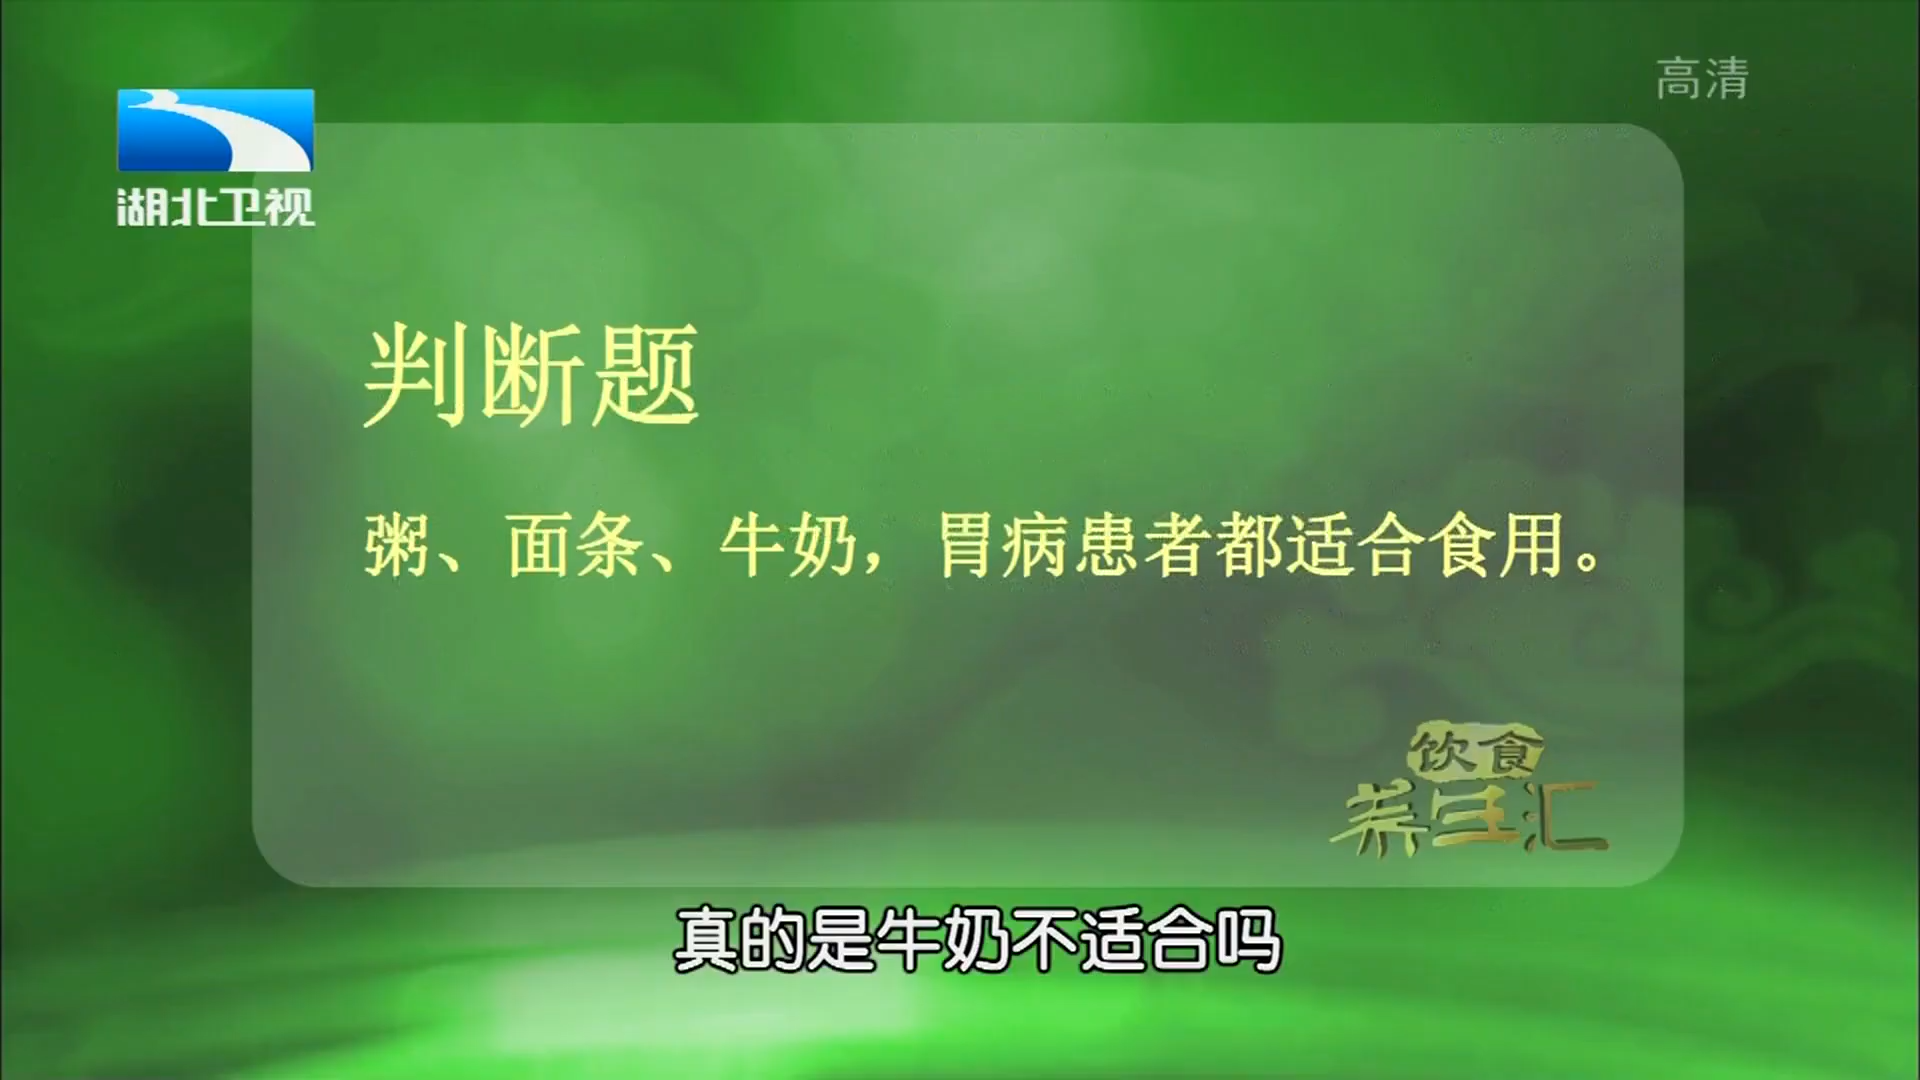 高清
湖北卫视
判断题
粥、面条、牛奶，胃病患者都适合食用。
饮食
养生汇
真的是牛奶不适合吗